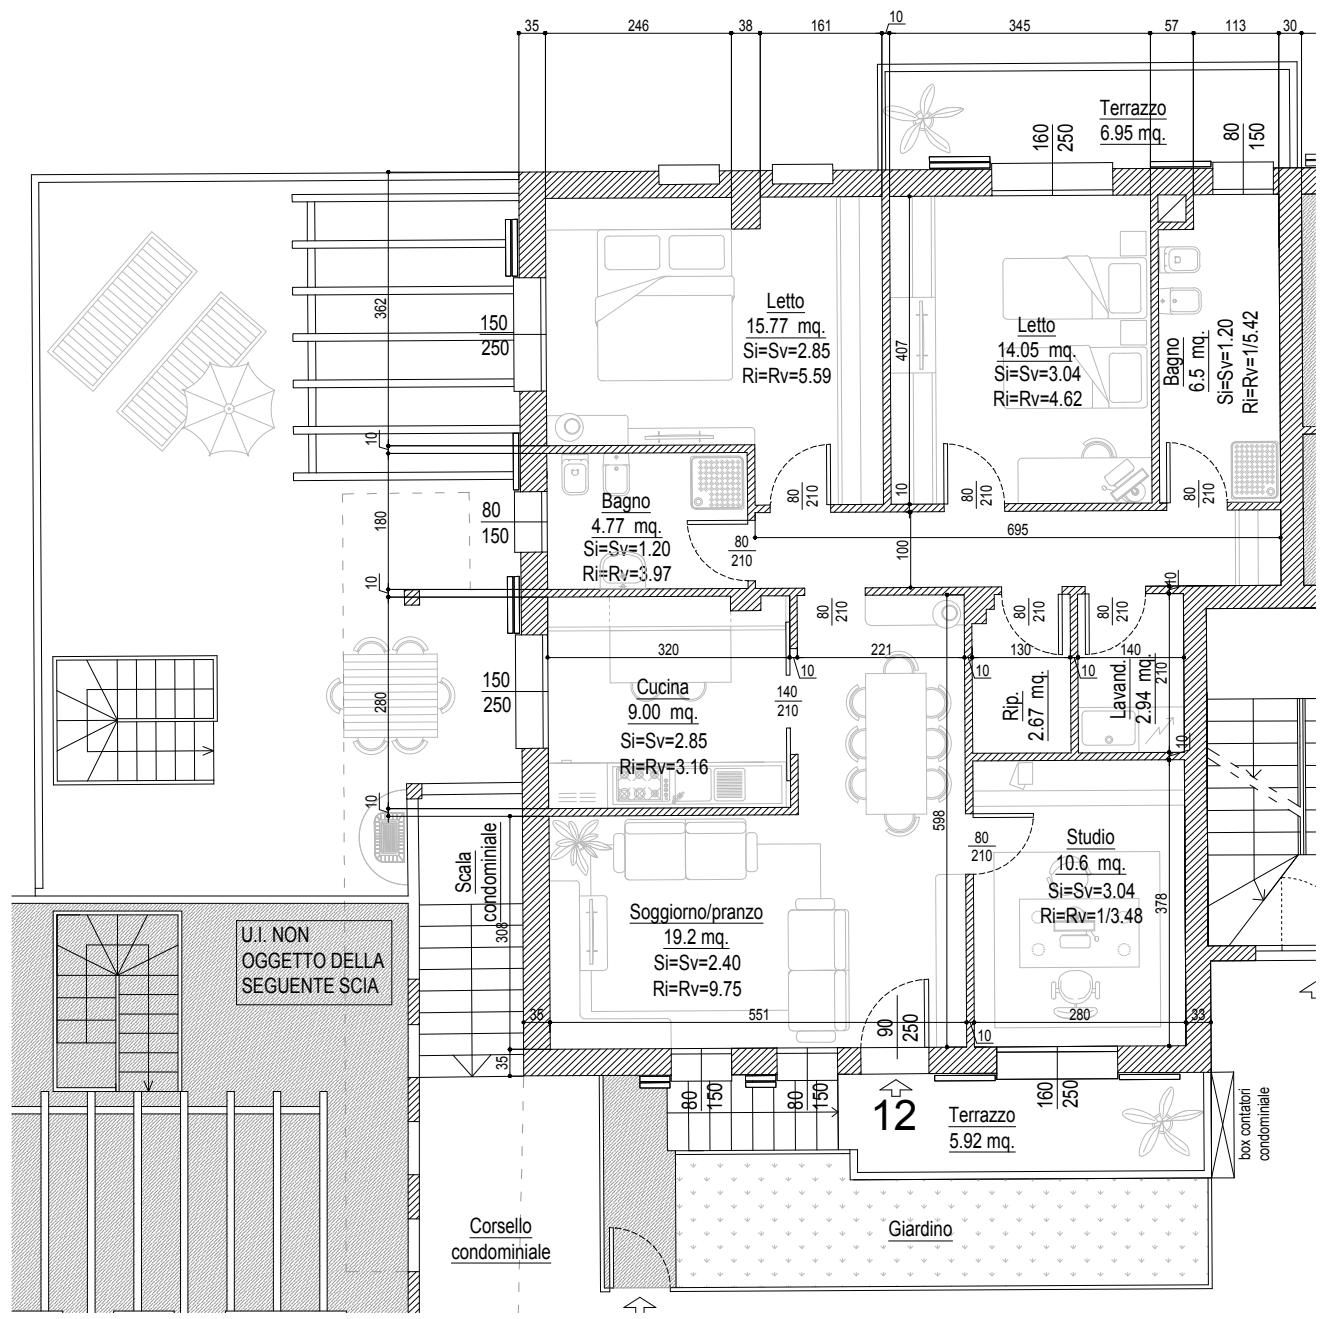 35 246 38 161 10 345 57 113 30
Terrazzo
6.95 mq.
160
250
80
150
362
150
250
Letto
15.77 mq.
Si=Sv=2.85
Ri=Rv=5.59
407
Letto
14.05 mq.
Si=Sv=3.04
Ri=Rv=4.62
Bagno
6.5 mq.
Si=Sv=1.20
Ri=Rv=1/5.42
10
80
210
10
80
210
80
210
180
80
150
Bagno
4.77 mq.
Si=Sv=1.20
Ri=Rv=3.97
80
210
695
100
10
10
80
210
80
210
80
210
320
10
221
10
130
10
140
210
280
150
250
Cucina
9.00 mq.
Si=Sv=2.85
Ri=Rv=3.16
140
210
Rip.
2.67 mq.
Lavand.
2.94 mq.
10
10
598
80
210
Scala
condominiale
308
Studio
10.6 mq.
Si=Sv=3.04
Ri=Rv=1/3.48
378
Soggiorno/pranzo
19.2 mq.
Si=Sv=2.40
Ri=Rv=9.75
U.I. NON
OGGETTO DELLA
SEGUENTE SCIA
35 551 10 280 33
90
250
35
80
150
80
150
12
160
250
Terrazzo
5.92 mq.
box contatori
condominiale
Corsello
condominiale
Giardino